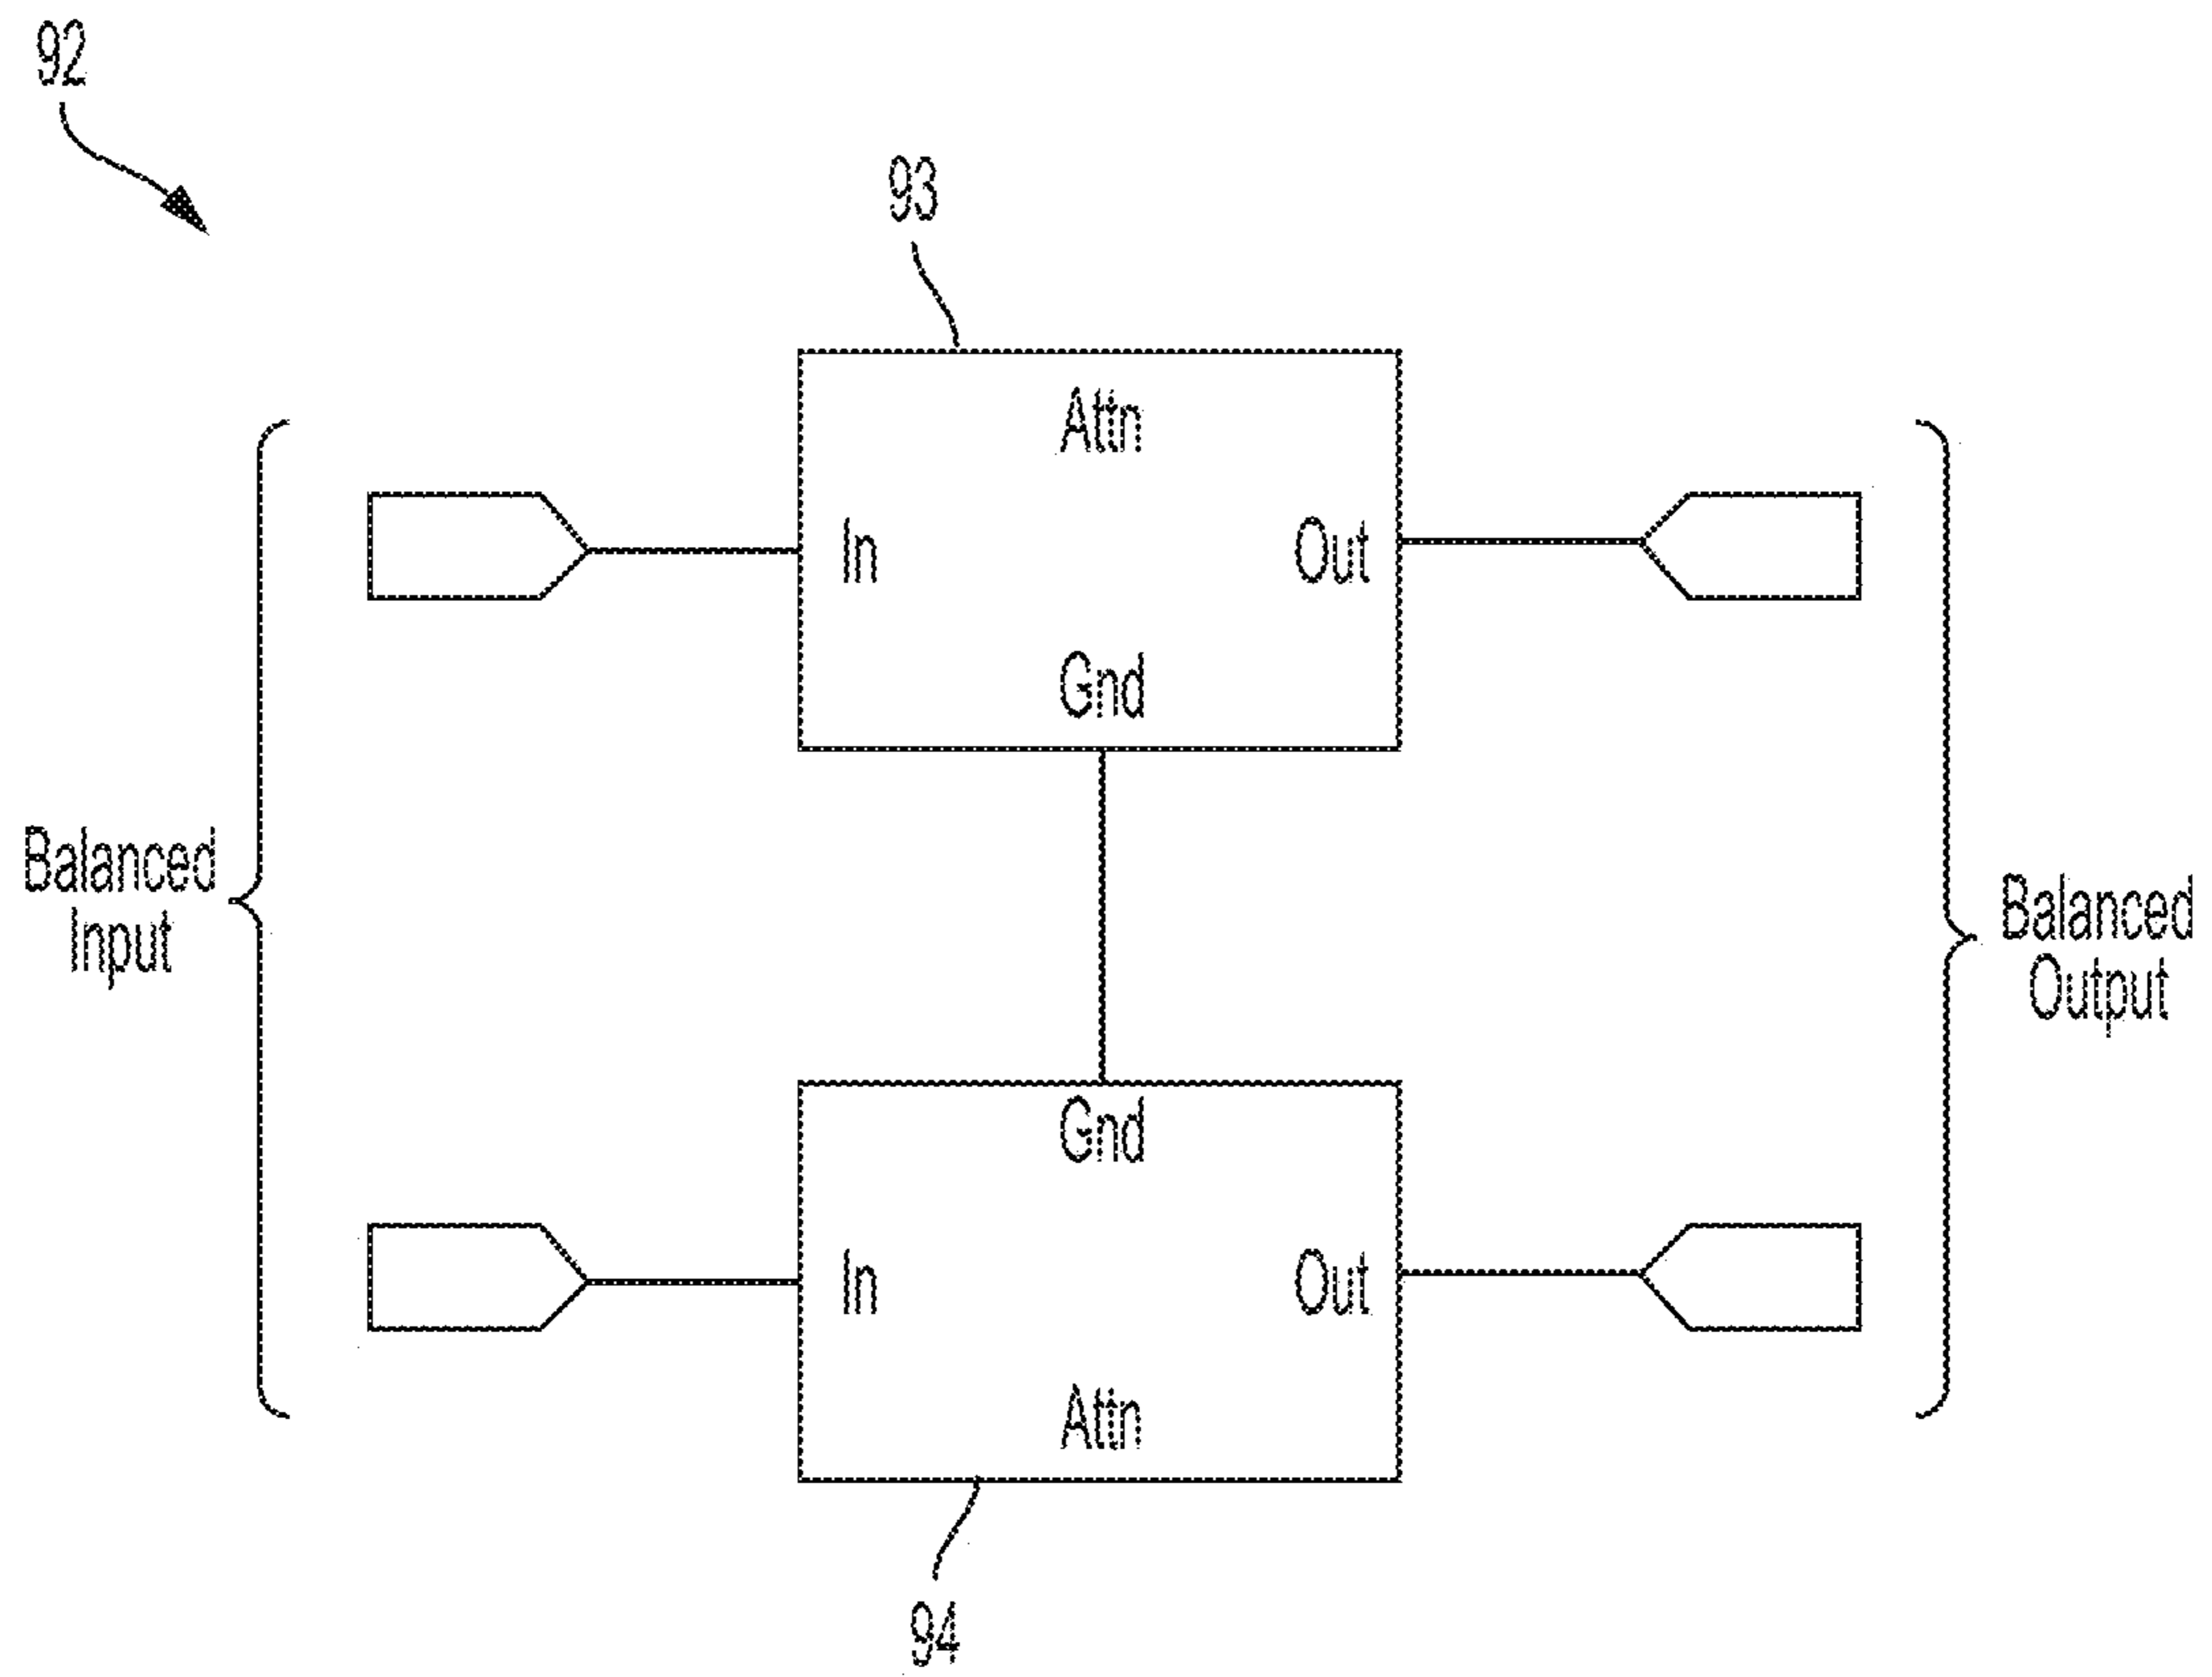 92
93
Attn
In
Out
Gnd
Balanced
Input
Balanced
Output
Gnd
In
Out
Attn
94